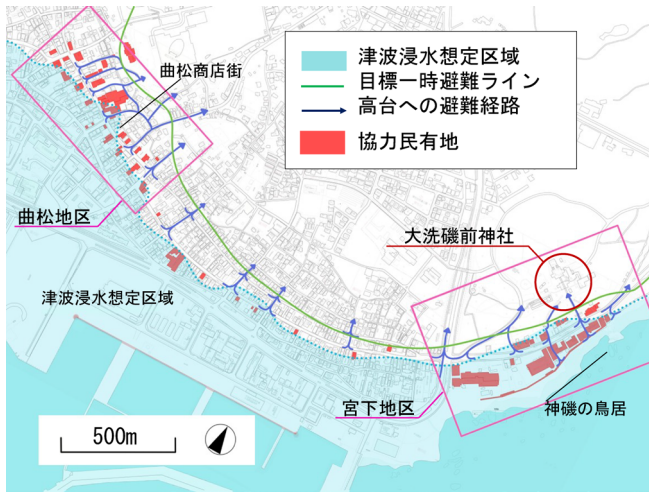 津波浸水想定区域
目標一時避難ライン
高台への避難経路
協力民有地
曲松商店街
曲松地区
大洗磯前神社
津波浸水想定区域
宮下地区
神磯の鳥居
500m